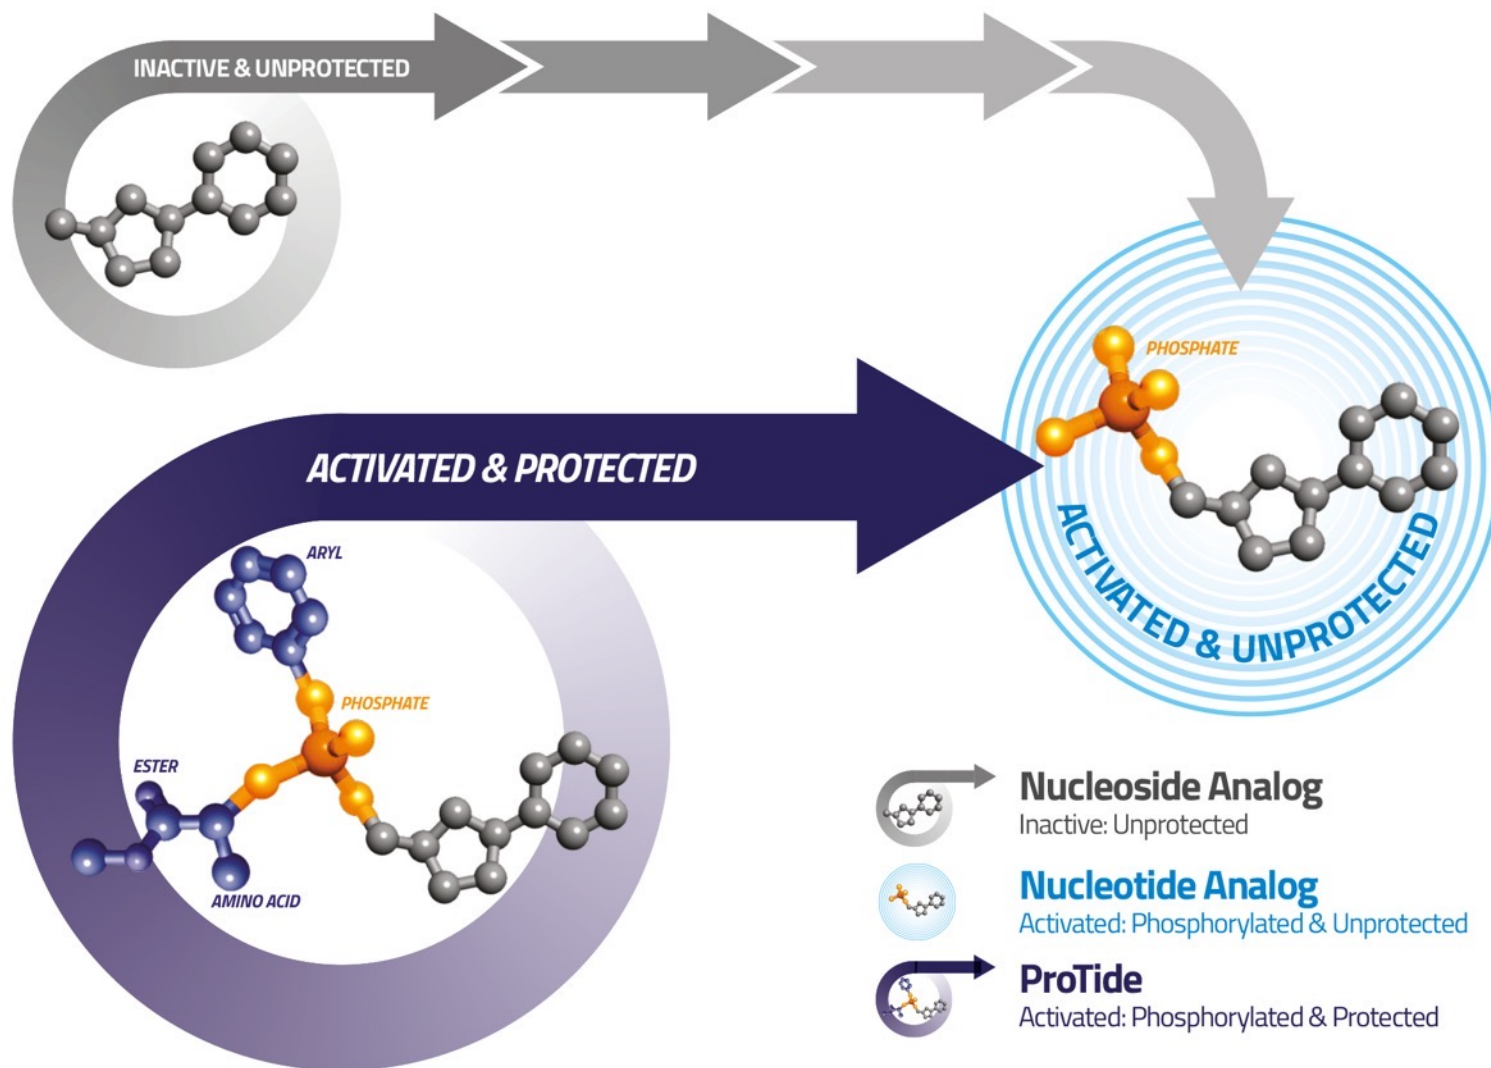 INACTIVE & UNPROTECTED
PHOSPHATE
ACTIVATED & PROTECTED
ACTIVATED & UNPROTECTED
ARYL
PHOSPHATE
ESTER
AMINO ACID
Nucleoside Analog
Inactive: Unprotected
Nucleotide Analog
Activated: Phosphorylated & Unprotected
ProTide
Activated: Phosphorylated & Protected